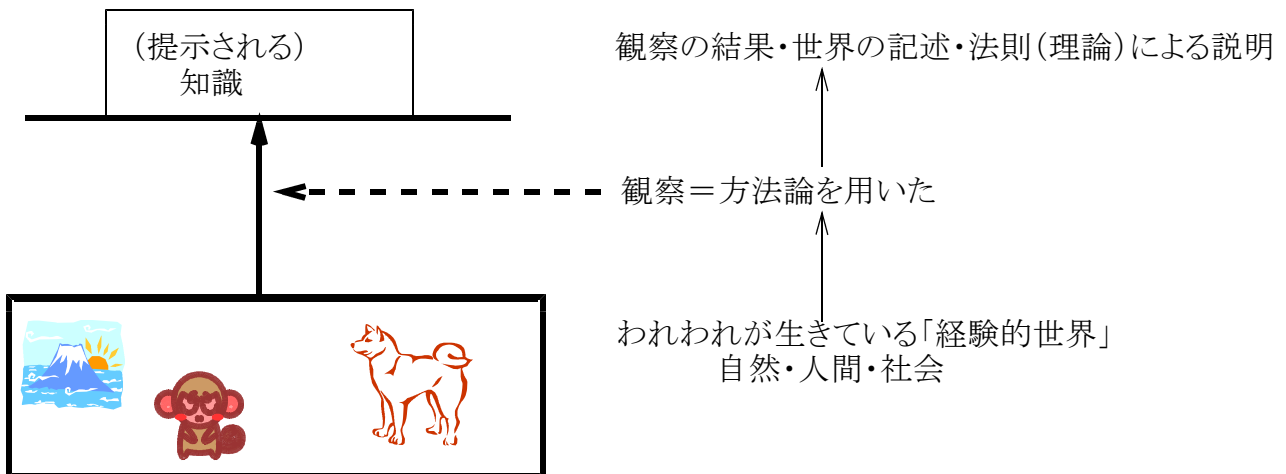 (提示される)
知識
観察の結果・世界の記述・法則(理論)による説明
観察＝方法論を用いた
われわれが生きている「経験的世界」
自然・人間・社会